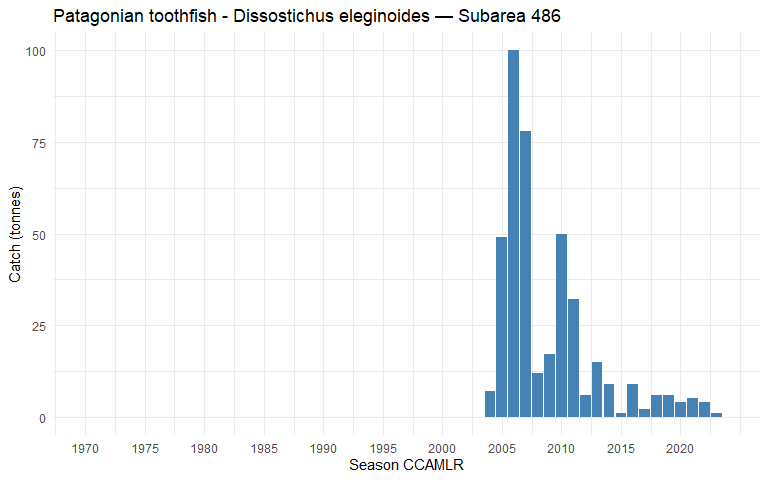 Patagonian toothfish - Dissostichus eleginoides — Subarea 486
100
75
50
25
0
Catch (tonnes)
1970 1975 1980 1985 1990 1995 2000 2005 2010 2015 2020
Season CCAMLR